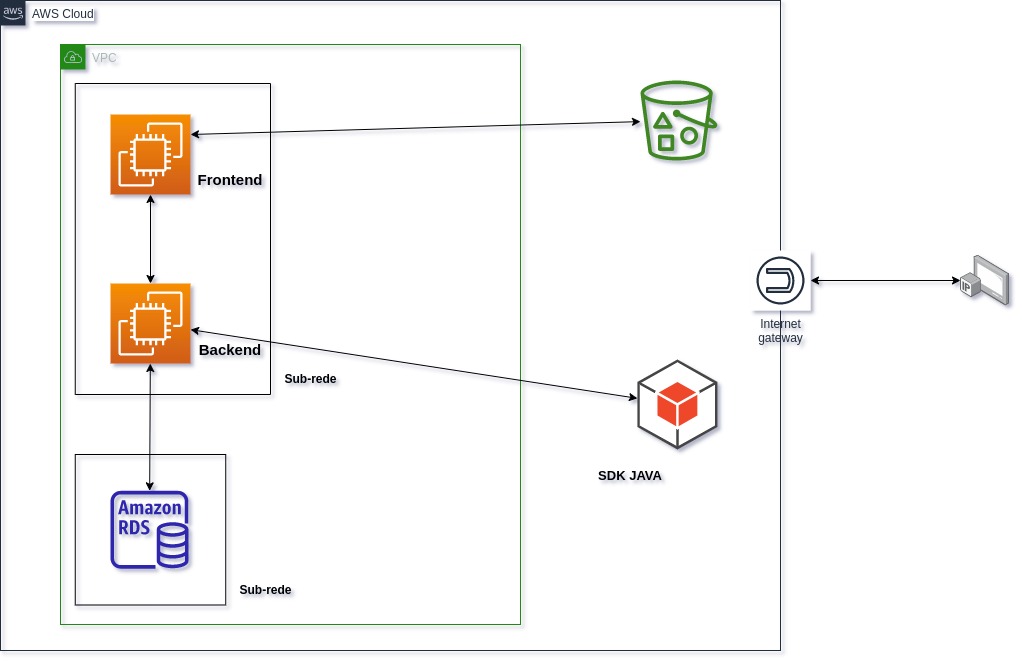 aws
AWS Cloud
VPC
Frontend
Backend
Sub-rede
Internet
gateway
IP
SDK JAVA
Amazon
RDS
Sub-rede